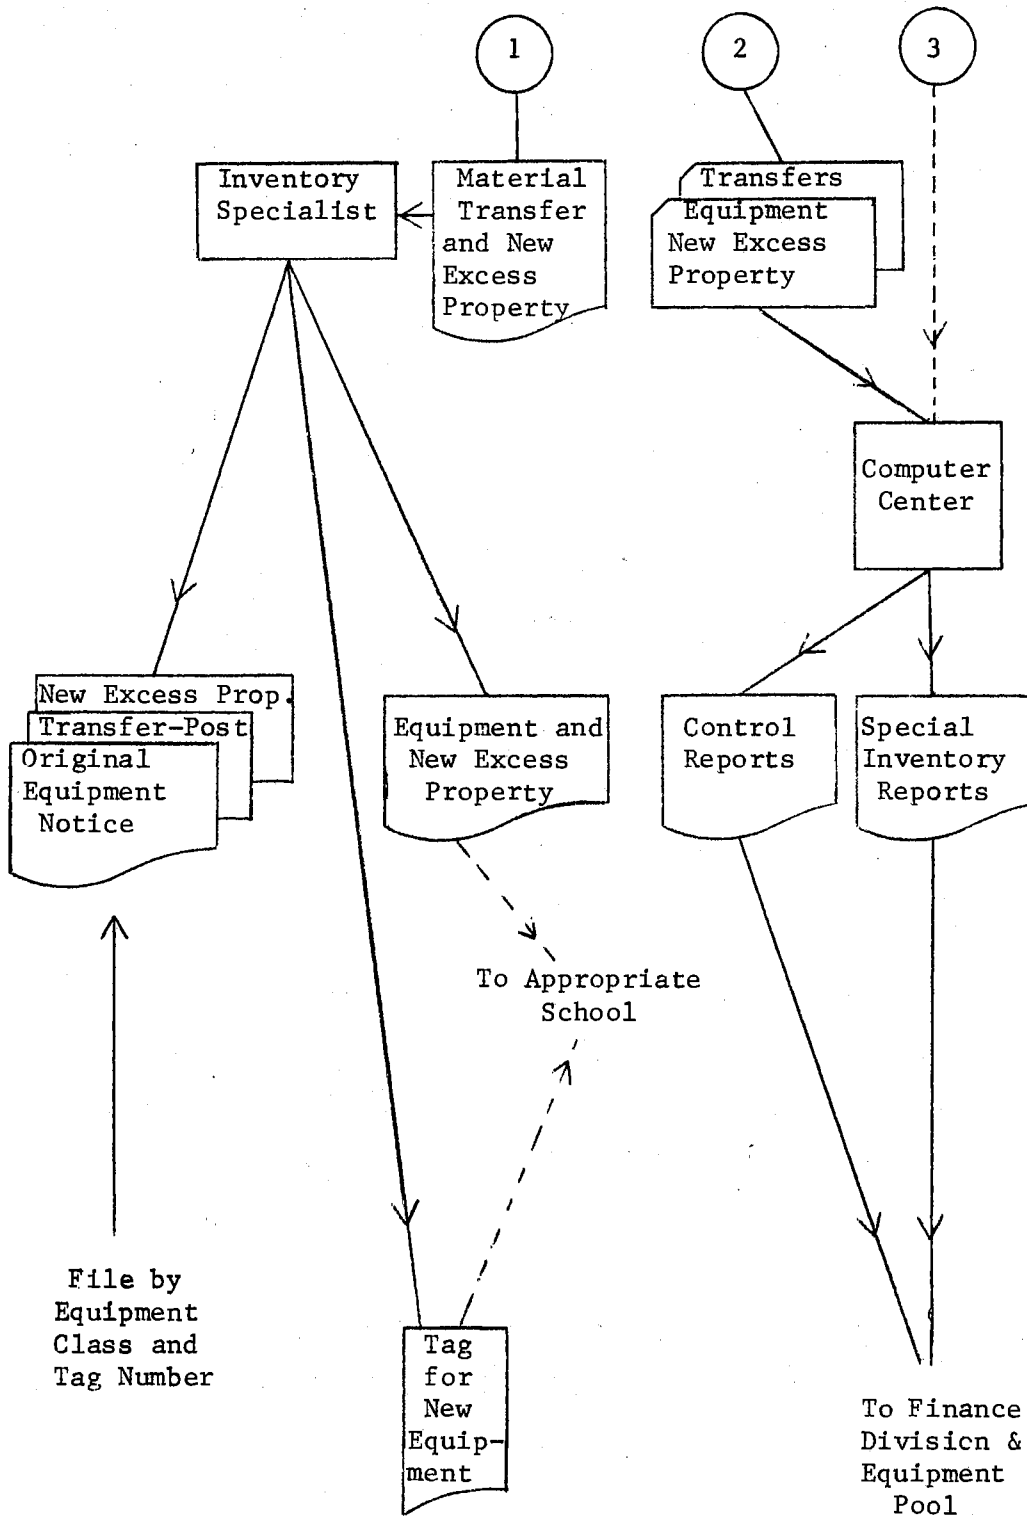 1
2
3
Inventory
Specialist
Material
Transfer
and New
Excess
Property
Transfers
Equipment
New Excess
Property
Computer
Center
New Excess Prop.
Transfer-Post
Original
Equipment
Notice
Equipment and
New Excess
Property
Control
Reports
Special
Inventory
Reports
To Appropriate
School
File by
Equipment
Class and
Tag Number
Tag
for
New
Equip-
ment
To Finance
Division &
Equipment
Pool